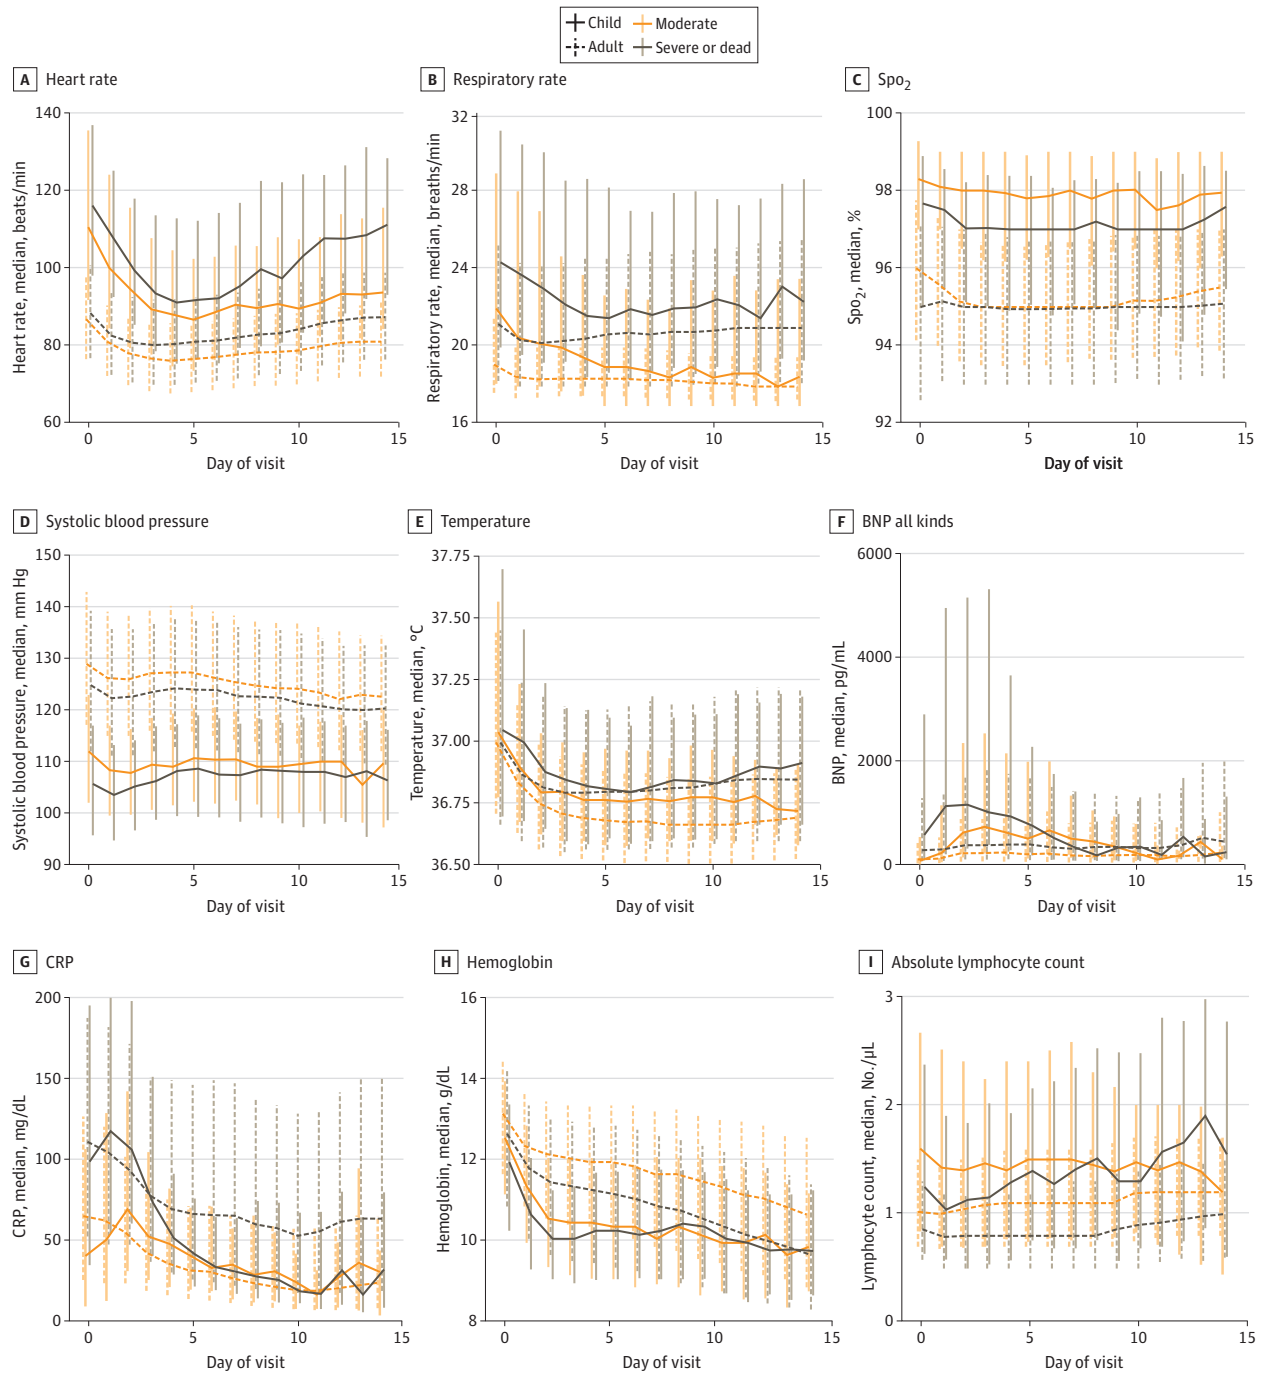 Child Moderate
Adult Severe or dead
A Heart rate
140
120
100
80
60
Heart rate, median, beats/min
0 5 10 15
Day of visit
B Respiratory rate
32
28
24
20
16
Respiratory rate, median, breaths/min
0 5 10 15
Day of visit
C Spo2
100
98
96
94
92
Spo2, median, %
0 5 10 15
Day of visit
D Systolic blood pressure
150
140
130
120
110
100
90
Systolic blood pressure, median, mm Hg
0 5 10 15
Day of visit
E Temperature
37.75
37.50
37.25
37.00
36.75
36.50
Temperature, median, °C
0 5 10 15
Day of visit
F BNP all kinds
6000
4000
2000
0
BNP, median, pg/mL
0 5 10 15
Day of visit
G CRP
200
150
100
50
0
CRP, median, mg/dL
0 5 10 15
Day of visit
H Hemoglobin
16
14
12
10
8
Hemoglobin, median, g/dL
0 5 10 15
Day of visit
I Absolute lymphocyte count
3
2
1
0
Lymphocyte count, median, No./µL
0 5 10 15
Day of visit